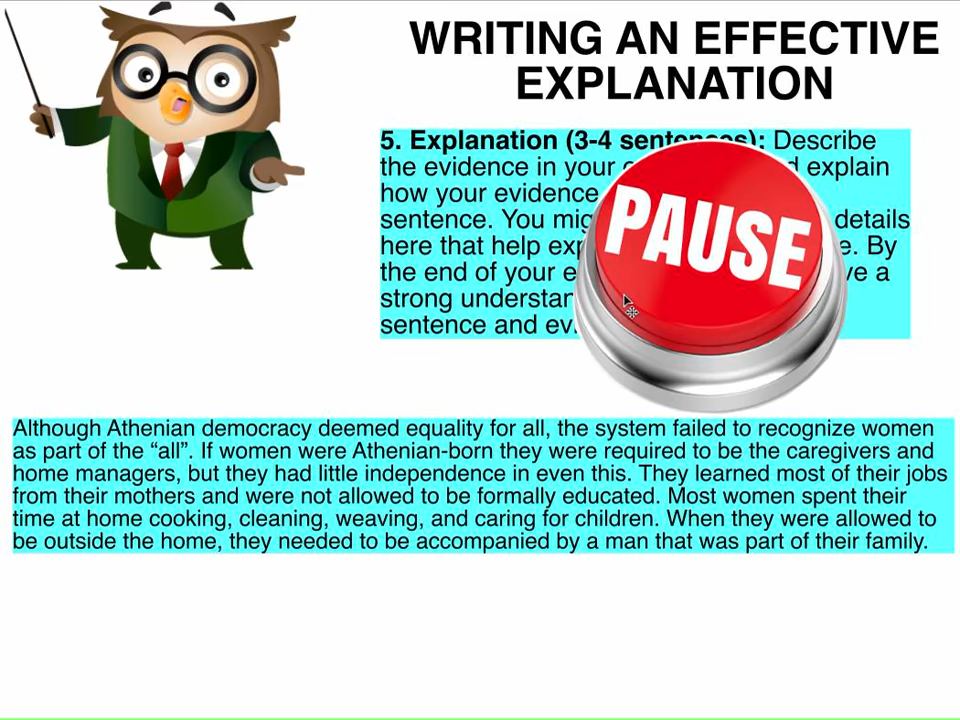 WRITING AN EFFECTIVE
EXPLANATION
5. Explanation (3-4 sentences): Describe
the evidence in your explain
how your evidence
sentence. You details
here that help By
the end of your a
strong
sentence and
PAUSE
Although Athenian democracy deemed equality for all, the system failed to recognize women
as part of the “all”. If women were Athenian-born they were required to be the caregivers and
home managers, but they had little independence in even this. They learned most of their jobs
from their mothers and were not allowed to be formally educated. Most women spent their
time at home cooking, cleaning, weaving, and caring for children. When they were allowed to
be outside the home, they needed to be accompanied by a man that was part of their family.